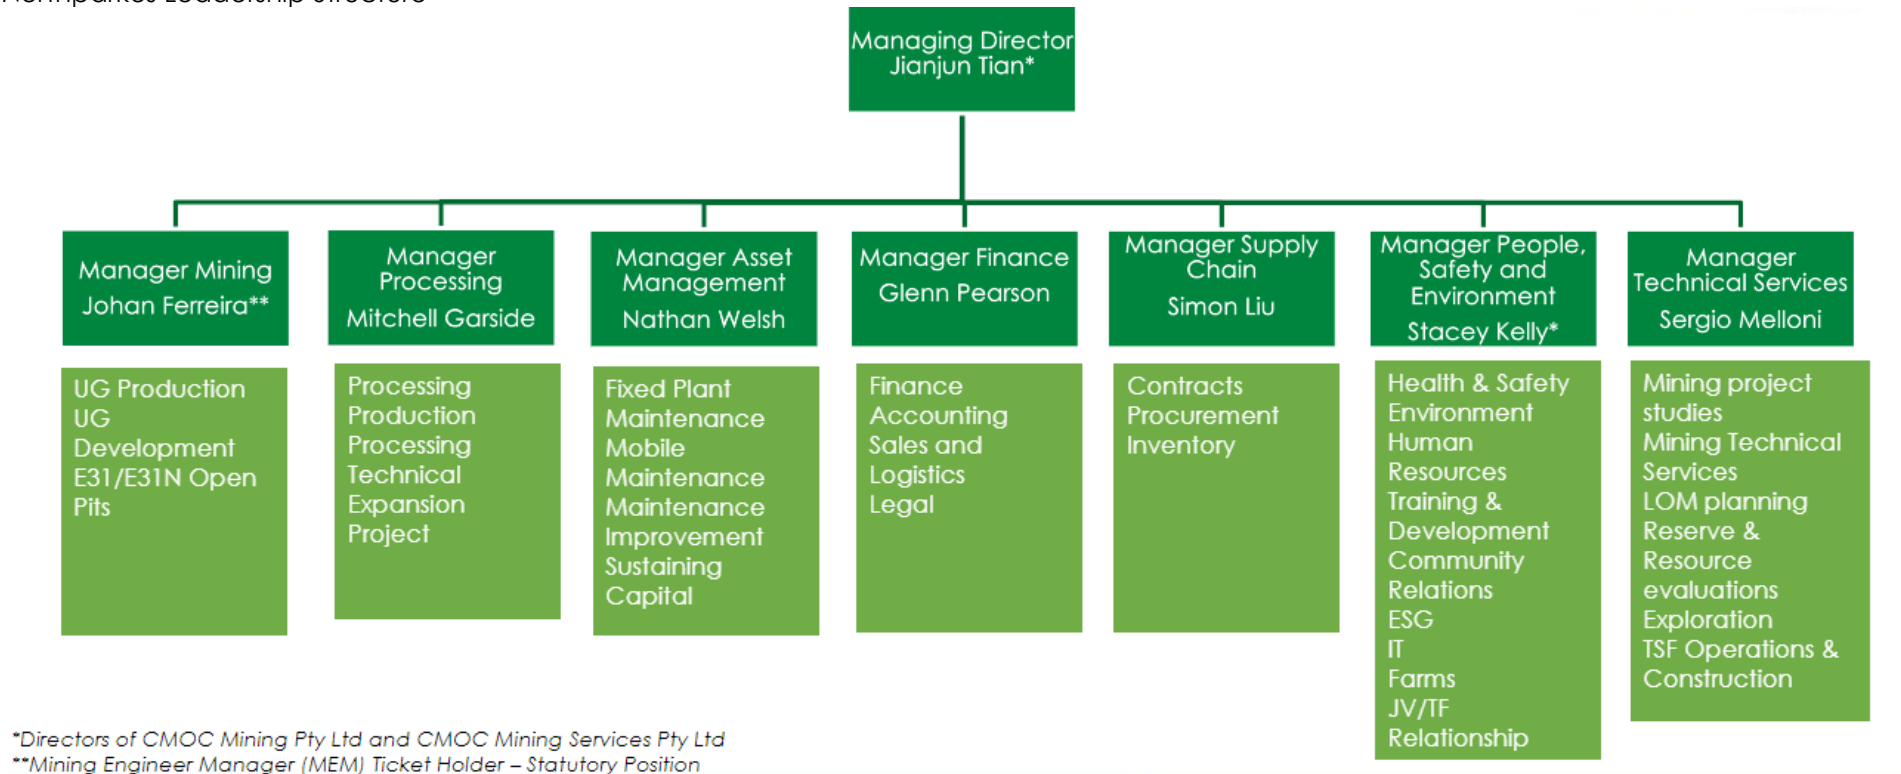 Northparkes Leadership Structure
Managing Director
Jianjun Tian*
Manager Mining
Johan Ferreira**
Manager
Processing
Mitchell Garside
Manager Asset
Management
Nathan Welsh
Manager Finance
Glenn Pearson
Manager Supply
Chain
Simon Liu
Manager People,
Safety and
Environment
Stacey Kelly*
Manager
Technical Services
Sergio Melloni
UG Production
UG
Development
E31/E31N Open
Pits
Processing
Production
Processing
Technical
Expansion
Project
Fixed Plant
Maintenance
Mobile
Maintenance
Maintenance
Improvement
Sustaining
Capital
Finance
Accounting
Sales and
Logistics
Legal
Contracts
Procurement
Inventory
Health & Safety
Environment
Human
Resources
Training &
Development
Community
Relations
ESG
IT
Farms
JV/TF
Relationship
Mining project
studies
Mining Technical
Services
LOM planning
Reserve &
Resource
evaluations
Exploration
TSF Operations &
Construction
*Directors of CMOC Mining Pty Ltd and CMOC Mining Services Pty Ltd
**Mining Engineer Manager (MEM) Ticket Holder – Statutory Position